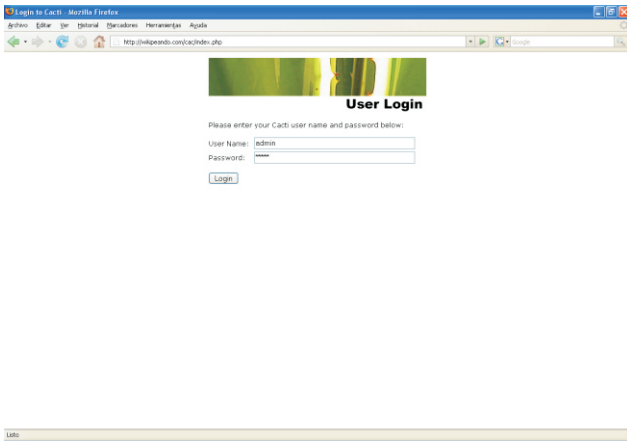 Login to Cacti - Mozilla Firefox
Archivo Editar Ver Historial Marcadores Herramientas Ayuda
http://wikipeando.com/cac/index.php
Google
User Login
Please enter your Cacti user name and password below:
User Name: admin
Password: •••••
Login
Listo